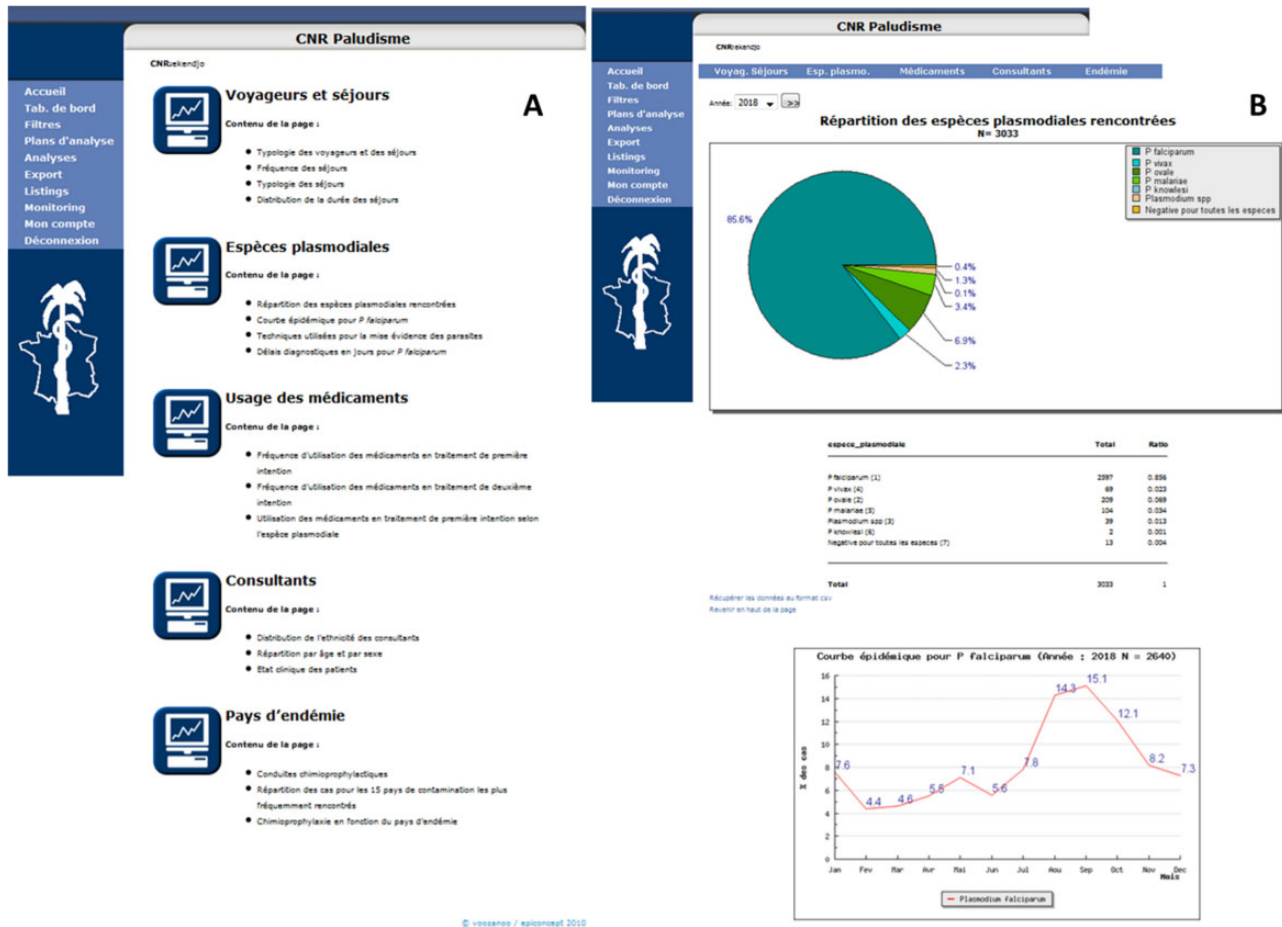 CNR Paludisme
CNR:ekendjo
A
Accueil
Tab. de bord
Filtres
Plans d'analyse
Analyses
Export
Listings
Monitoring
Mon compte
Déconnexion
Voyageurs et séjours
Contenu de la page :
Typologie des voyageurs et des séjours
Fréquence des séjours
Typologie des séjours
Distribution de la durée des séjours
Espèces plasmodiales
Contenu de la page :
Répartition des espèces plasmodiales rencontrées
Courbe épidémique pour P falciparum
Techniques utilisées pour la mise évidence des parasites
Délais diagnostiques en jours pour P falciparum
Usage des médicaments
Contenu de la page :
Fréquence d'utilisation des médicaments en traitement de première
intention
Fréquence d'utilisation des médicaments en traitement de deuxième
intention
Utilisation des médicaments en traitement de première intention selon
l'espèce plasmodiale
Consultants
Contenu de la page :
Distribution de l'ethnicité des consultants
Répartition par âge et par sexe
Etat clinique des patients
Pays d'endémie
Contenu de la page :
Conduites chimioprophylactiques
Répartition des cas pour les 15 pays de contamination les plus
fréquemment rencontrés
Chimioprophylaxie en fonction du pays d'endémie
© voozanoo / epiconcept 2010
CNR Paludisme
CNR:ekendjo
B
Accueil
Tab. de bord
Filtres
Plans d'analyse
Analyses
Export
Listings
Monitoring
Mon compte
Déconnexion
Voyag. Séjours Esp. plasmo. Médicaments Consultants Endémie
Année: 2018 >>
Répartition des espèces plasmodiales rencontrées
N= 3033
P falciparum
P vivax
P ovale
P malariae
P knowlesi
Plasmodium spp
Negative pour toutes les especes
85.6%
0.4%
1.3%
0.1%
3.4%
6.9%
2.3%
espece_plasmodiale Total Ratio
P falciparum (1) 2597 0.856
P vivax (4) 69 0.023
P ovale (2) 209 0.069
P malariae (3) 104 0.034
Plasmodium spp (5) 39 0.013
P knowlesi (6) 2 0.001
Negative pour toutes les especes (7) 13 0.004
Total 3033 1
Récupérer les données au format csv
Revenir en haut de la page
Courbe épidémique pour P falciparum (Année : 2018 N = 2640)
% des cas
16
14
12
10
8
6
4
2
0
7.6
4.4
4.6
5.5
7.1
5.6
7.8
14.3
15.1
12.1
8.2
7.3
Jan Fev Mar Avr Mai Jun Jul Aou Sep Oct Nov Dec
Mois
Plasmodium falciparum